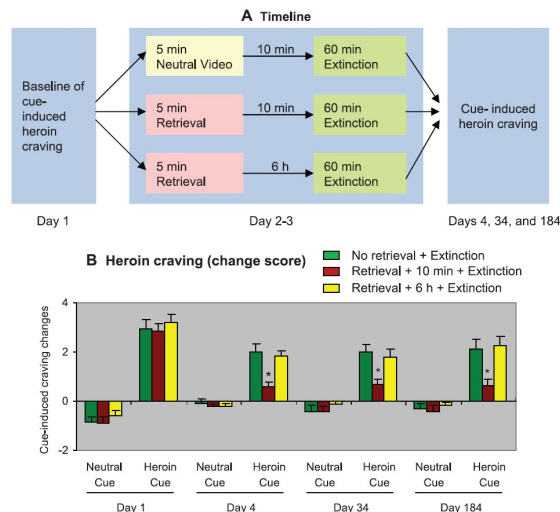 A Timeline
Baseline of
cue-
induced
heroin
craving
5 min
Neutral Video
10 min
60 min
Extinction
5 min
Retrieval
10 min
60 min
Extinction
5 min
Retrieval
6 h
60 min
Extinction
Cue- induced
heroin craving
Day 1
Day 2-3
Days 4, 34, and 184
B Heroin craving (change score)
No retrieval + Extinction
Retrieval + 10 min + Extinction
Retrieval + 6 h + Extinction
Cue-induced craving changes
4
2
0
-2
*
*
*
Neutral
Cue
Heroin
Cue
Neutral
Cue
Heroin
Cue
Neutral
Cue
Heroin
Cue
Neutral
Cue
Heroin
Cue
Day 1
Day 4
Day 34
Day 184